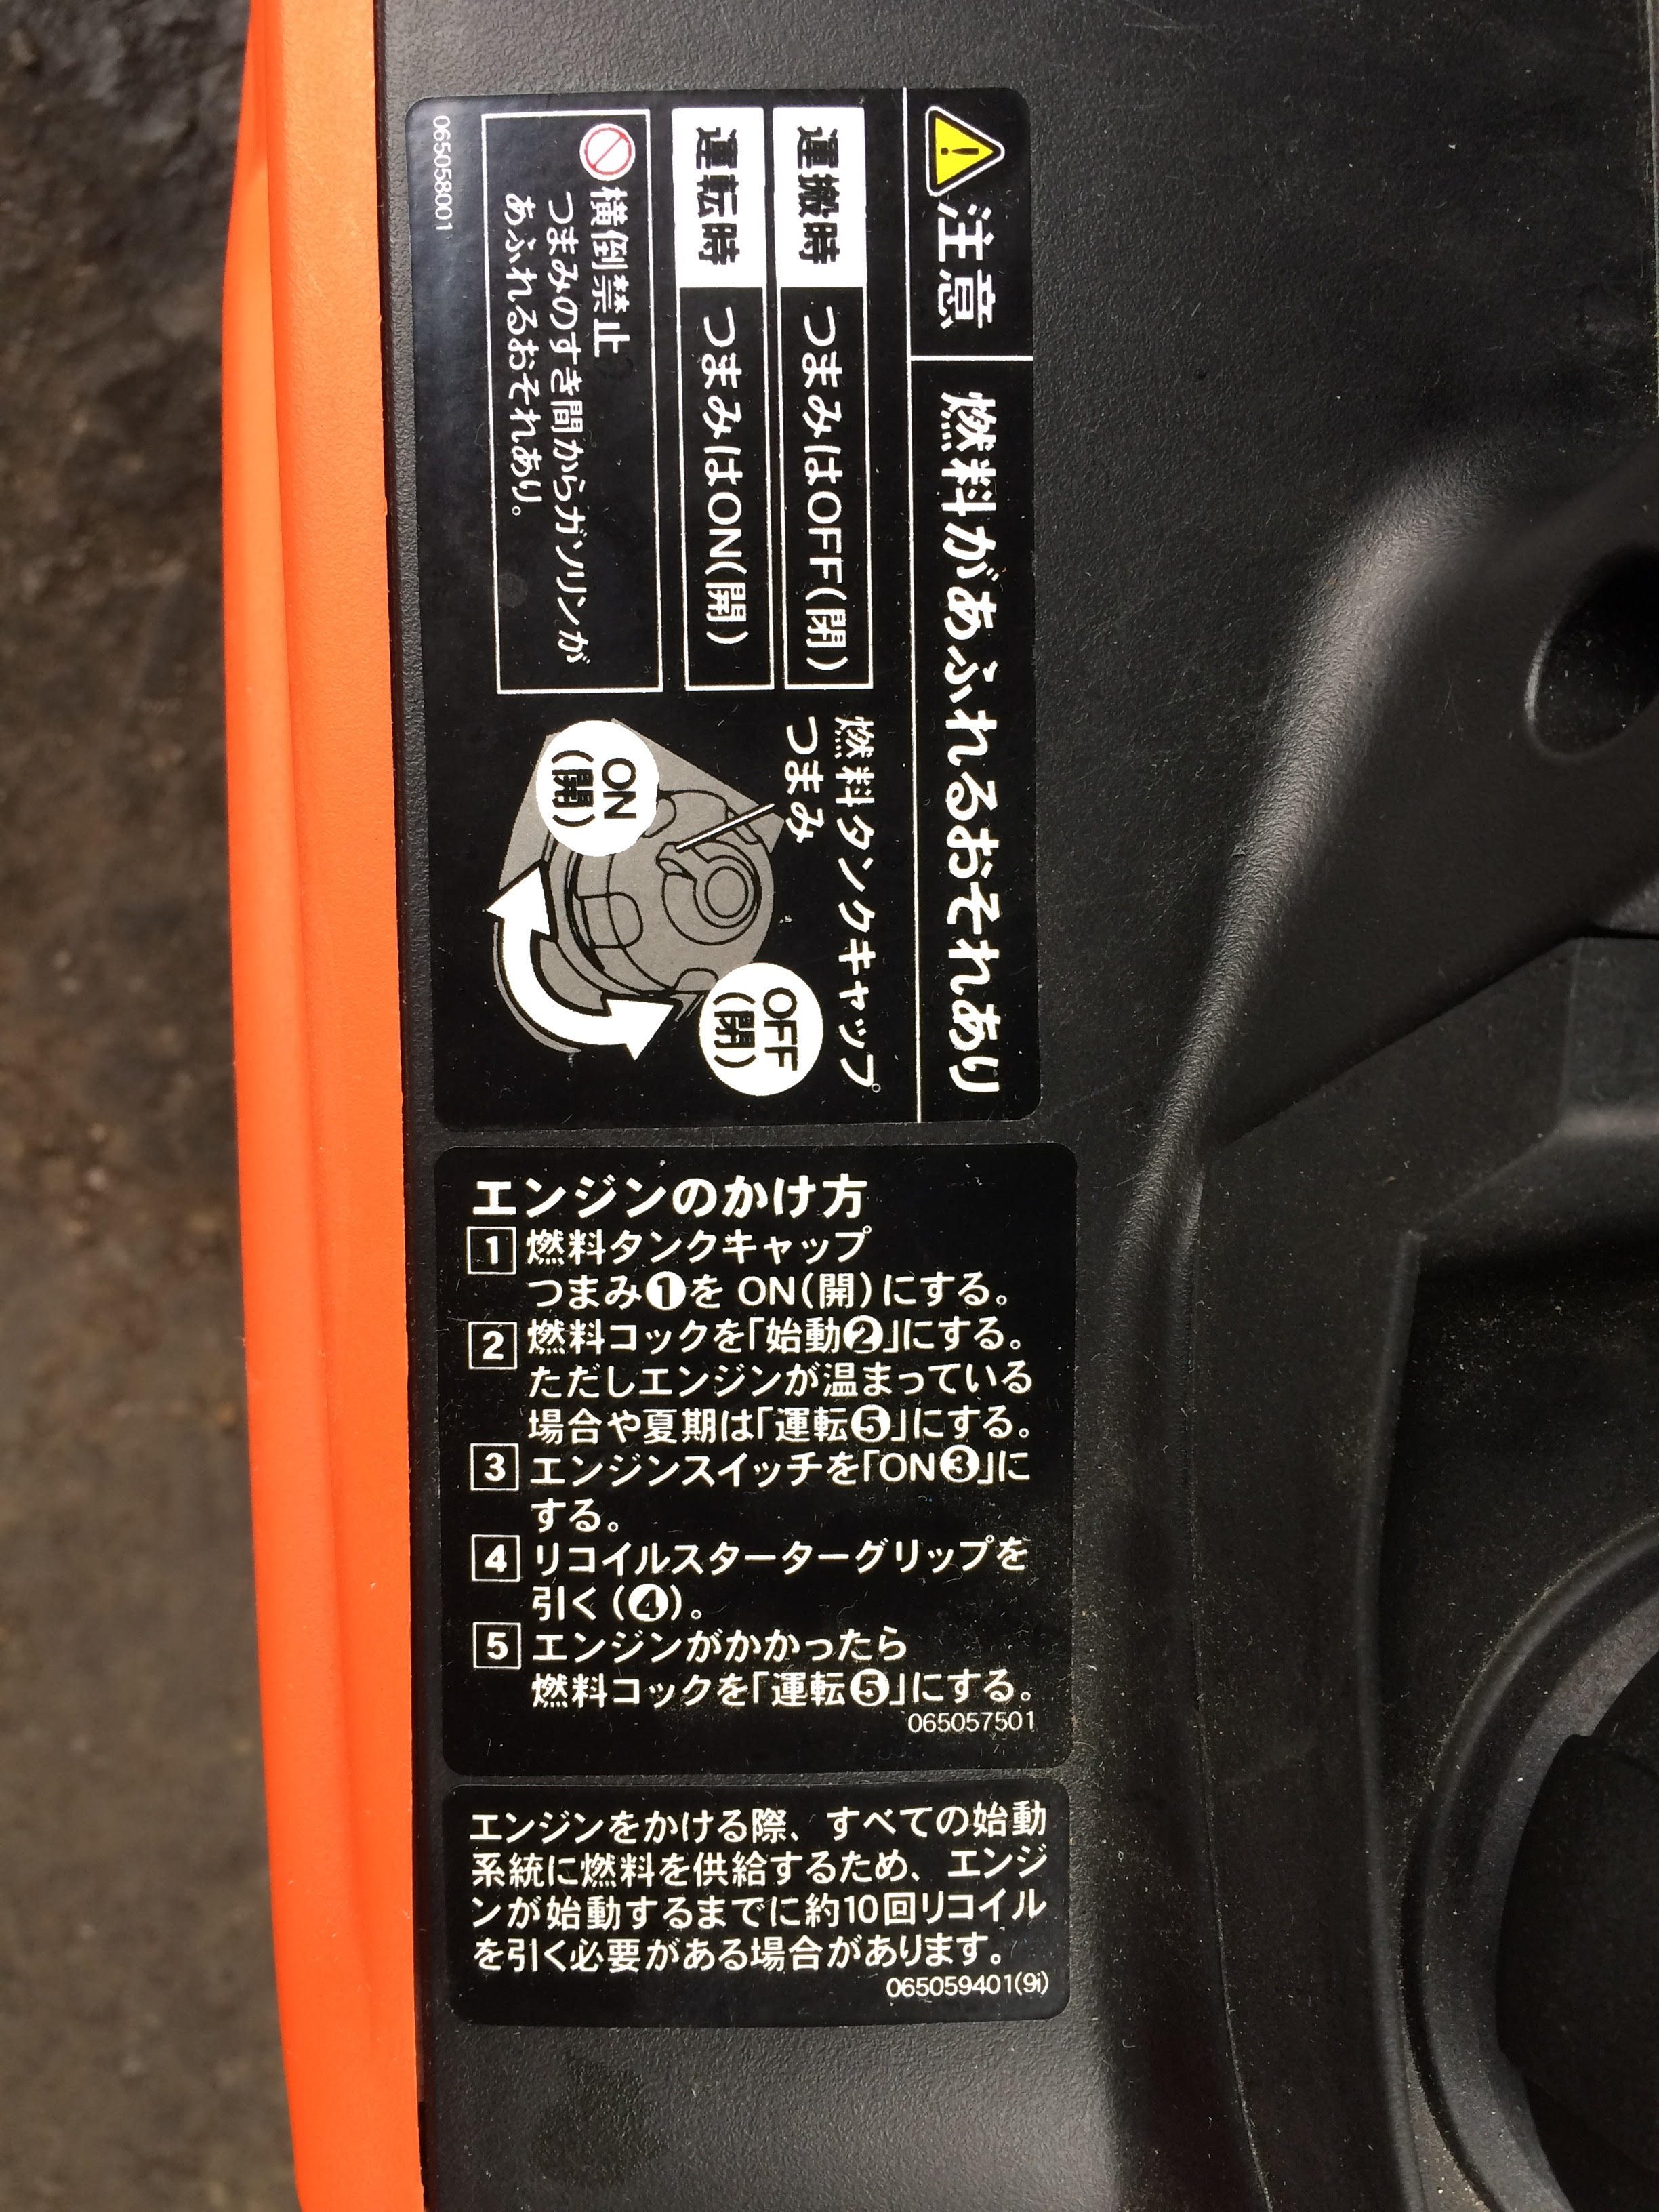 注意
燃料があふれるおそれあり
運搬時
つまみはOFF(閉)
運転時
つまみはON(開)
横倒禁止
つまみのすき間からガソリンが
あふれるおそれあり。
065058001
燃料タンクキャップ
つまみ
ON
(開)
OFF
(閉)
エンジンのかけ方
1 燃料タンクキャップ
つまみ❶を ON(開)にする。
2 燃料コックを「始動❷」にする。
ただしエンジンが温まっている
場合や夏期は「運転❺」にする。
3 エンジンスイッチを「ON❸」に
する。
4 リコイルスターターグリップを
引く(❹)。
5 エンジンがかかったら
燃料コックを「運転❺」にする。
065057501
エンジンをかける際、すべての始動
系統に燃料を供給するため、エンジ
ンが始動するまでに約10回リコイル
を引く必要がある場合があります。
065059401(9i)